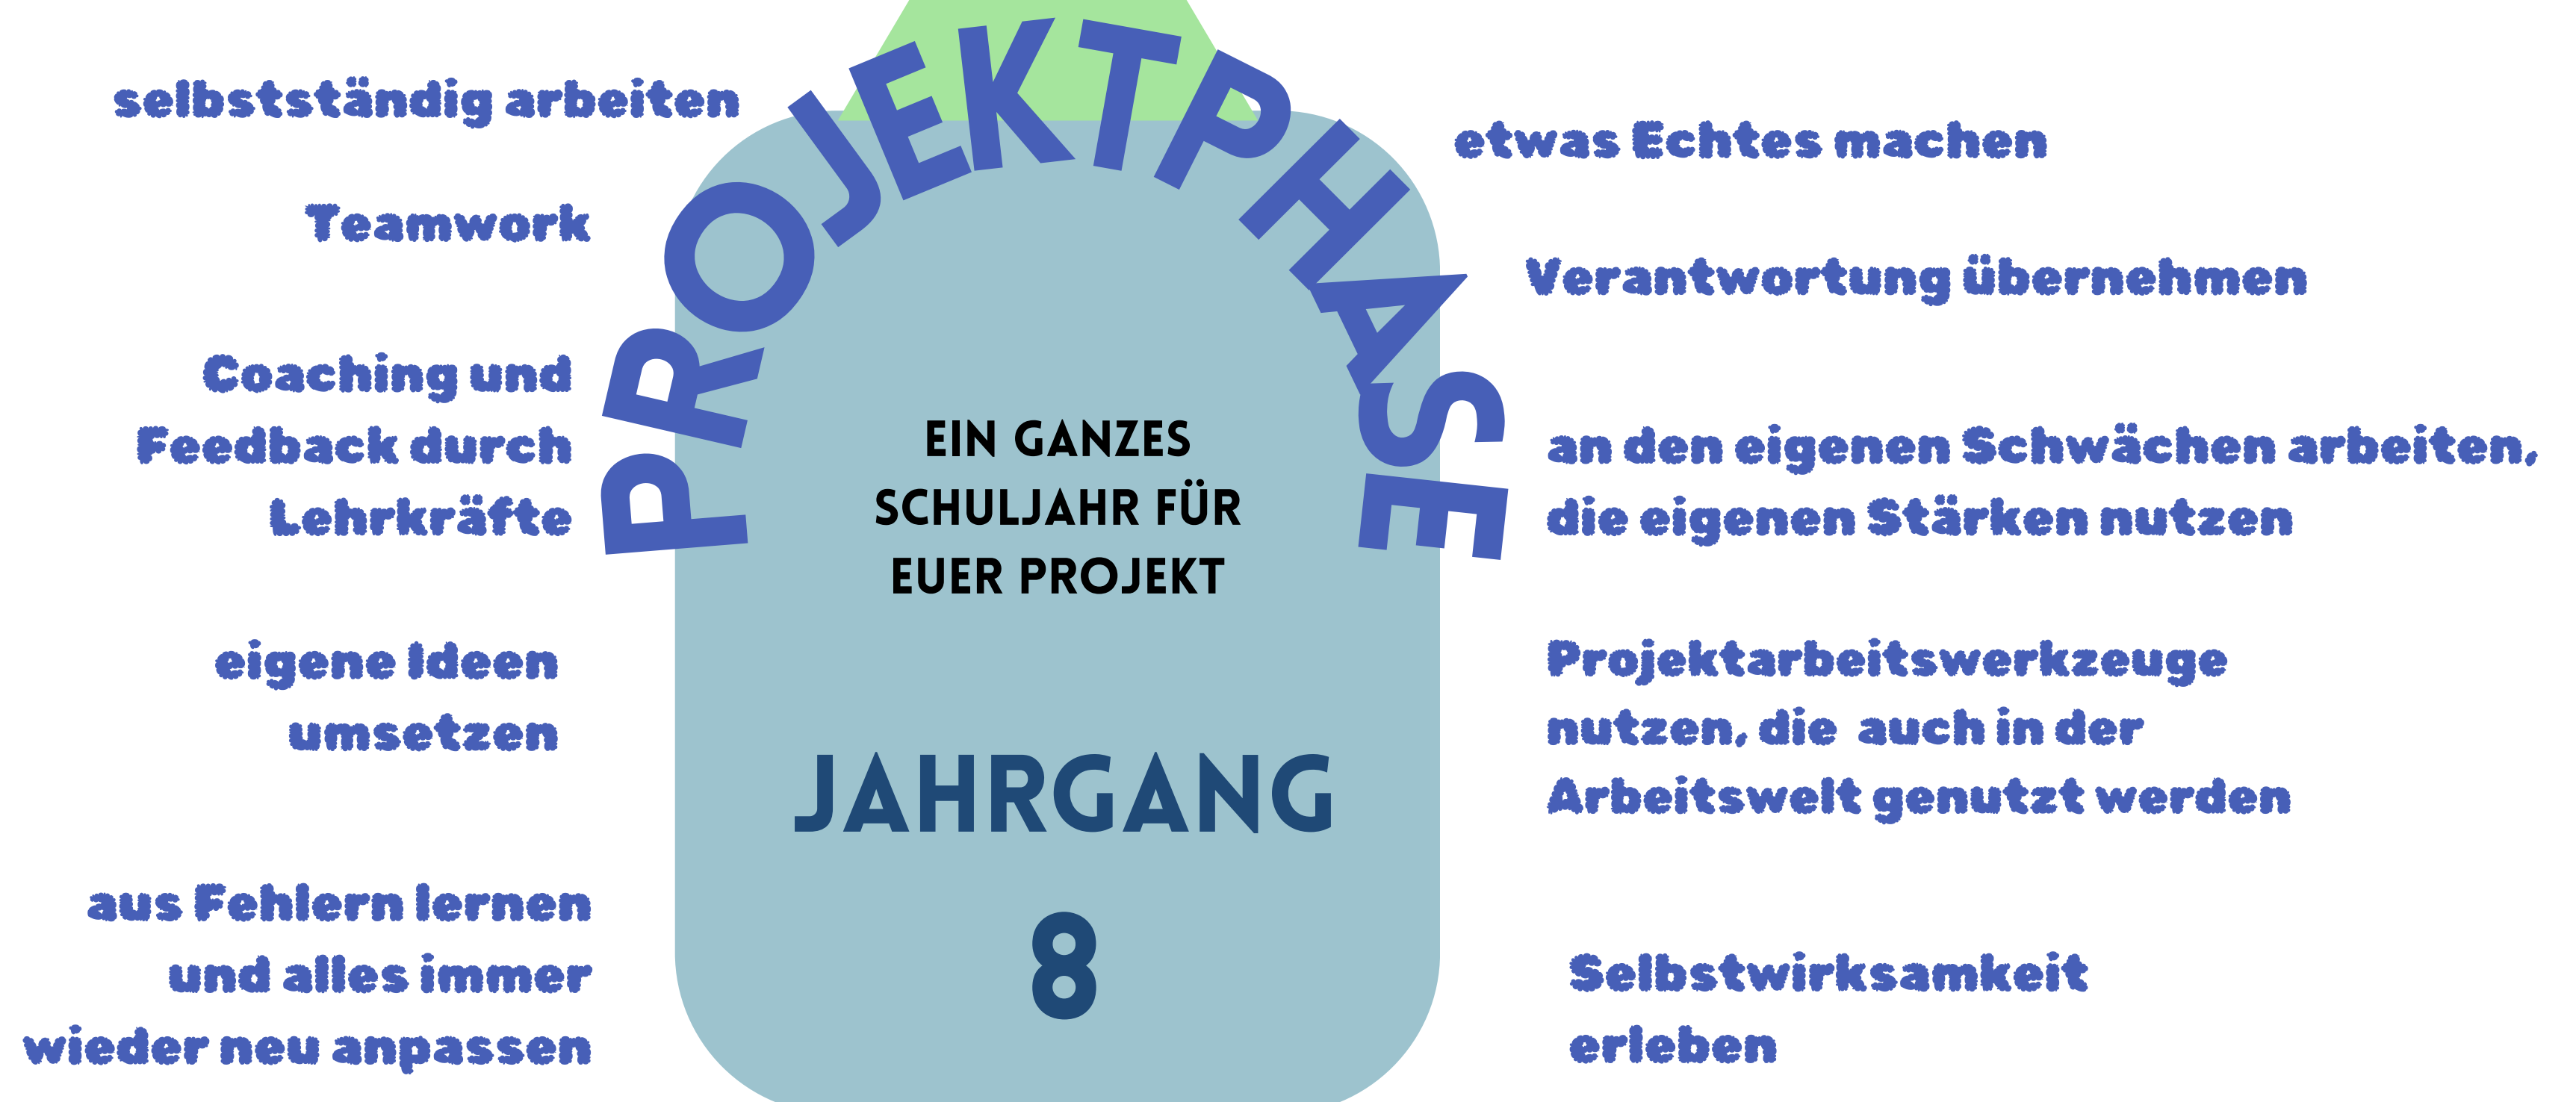 PROJEKTPHASE
selbstständig arbeiten
Teamwork
Coaching und
Feedback durch
Lehrkräfte
eigene Ideen
umsetzen
aus Fehlern lernen
und alles immer
wieder neu anpassen
EIN GANZES
SCHULJAHR FÜR
EUER PROJEKT
JAHRGANG
8
etwas Echtes machen
Verantwortung übernehmen
an den eigenen Schwächen arbeiten,
die eigenen Stärken nutzen
Projektarbeitswerkzeuge
nutzen, die auch in der
Arbeitswelt genutzt werden
Selbstwirksamkeit
erleben